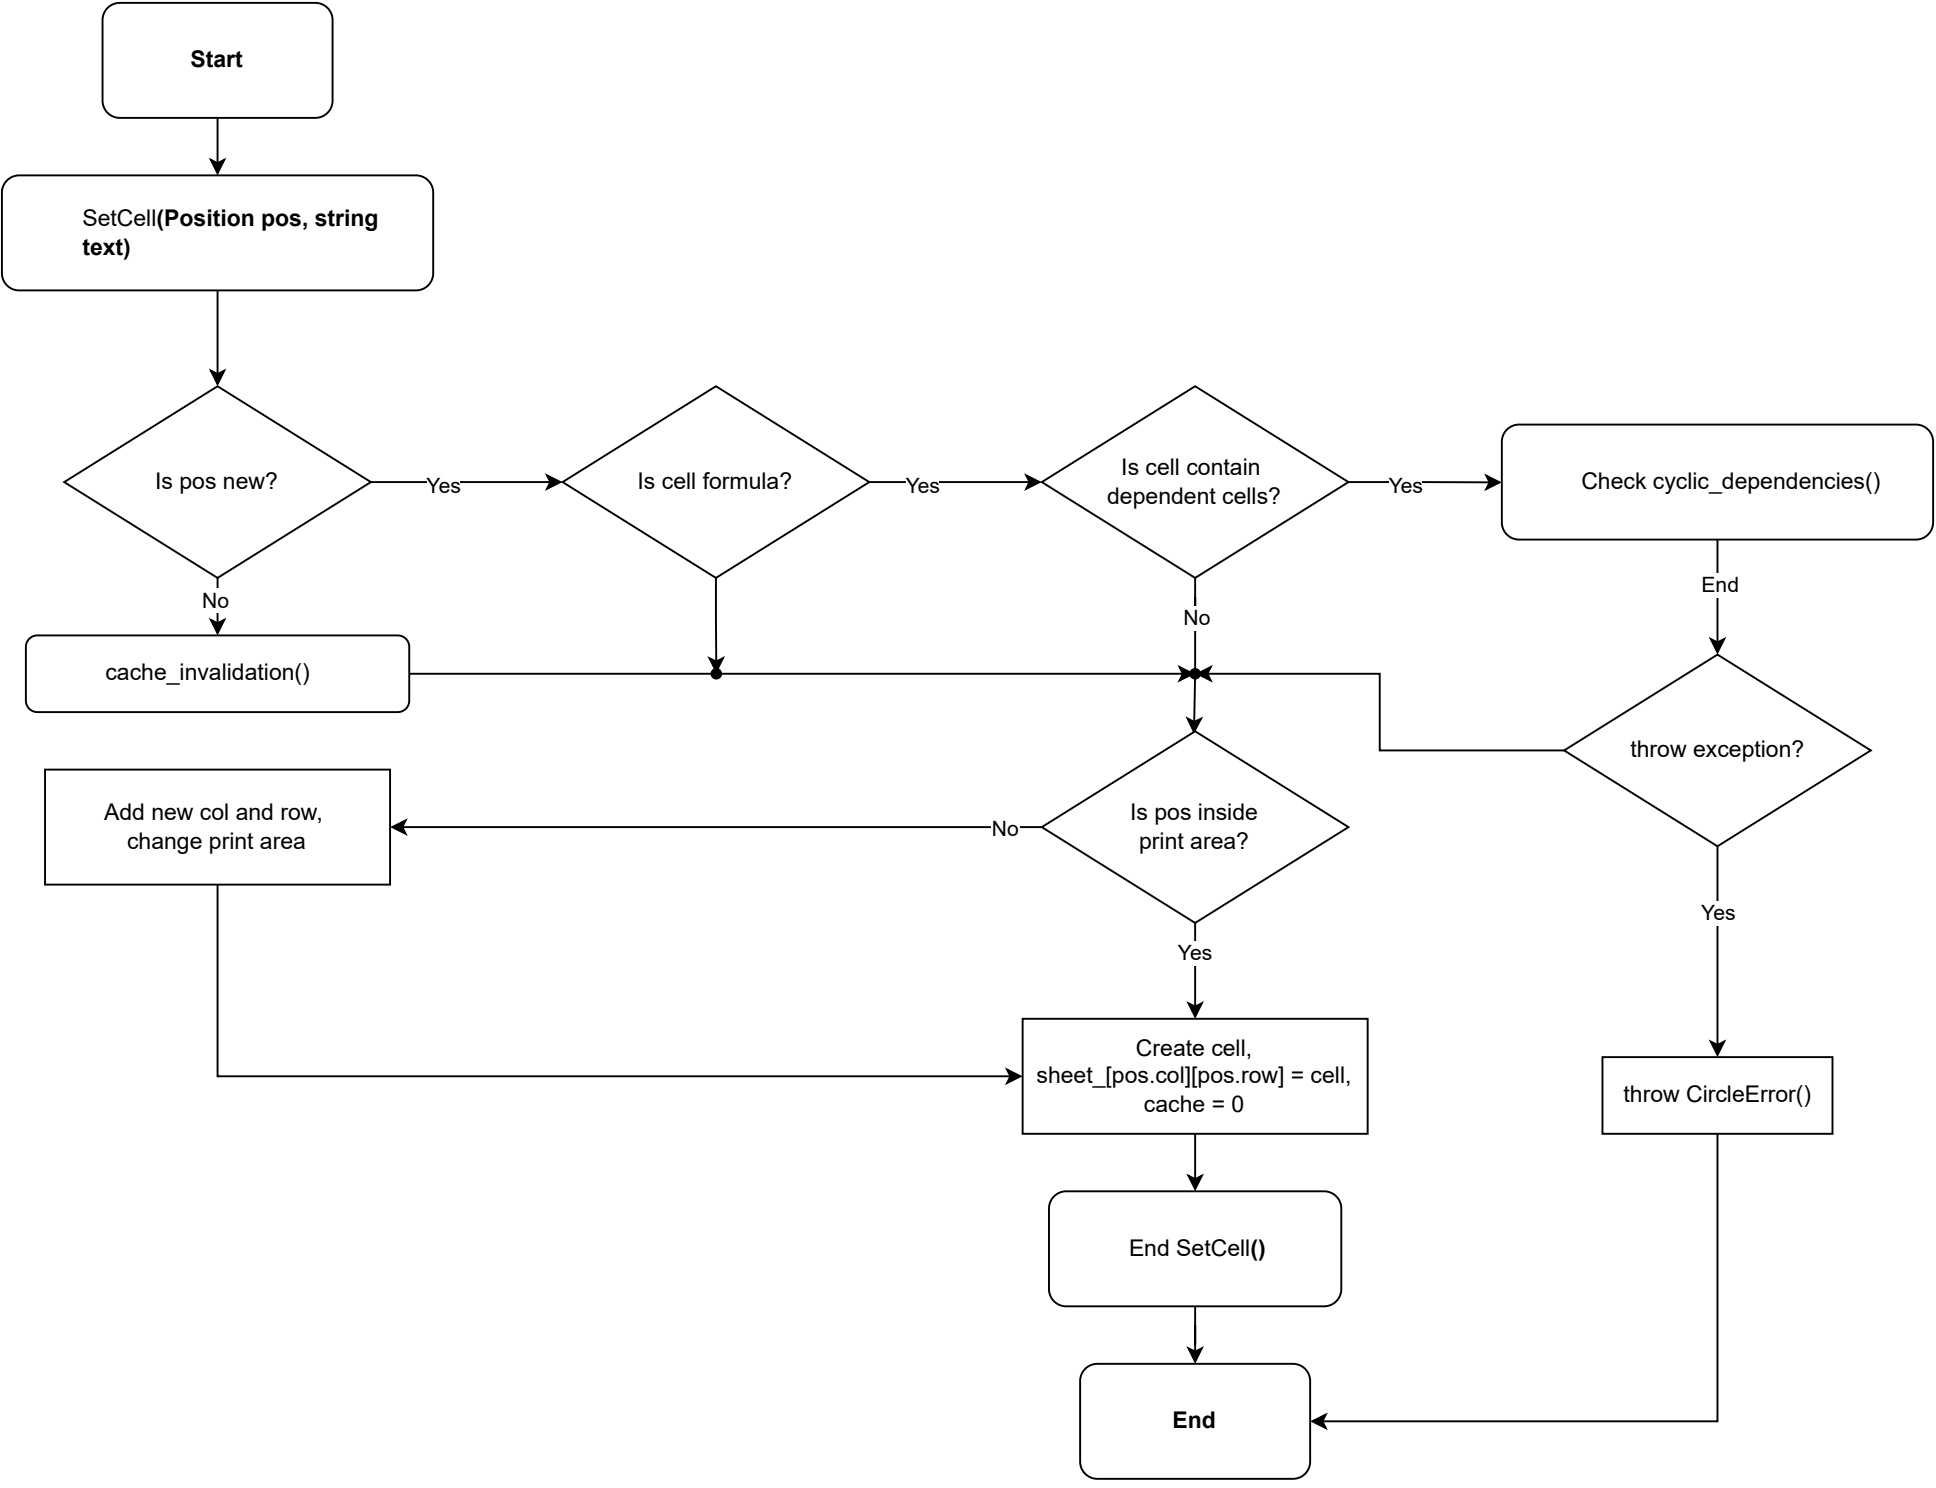 Start
SetCell(Position pos, string
text)
Is pos new?
Yes
Is cell formula?
Yes
Is cell contain
dependent cells?
Yes
Check cyclic_dependencies()
No
No
End
cache_invalidation()
throw exception?
Add new col and row,
change print area
No
Is pos inside
print area?
Yes
Yes
Create cell,
sheet_[pos.col][pos.row] = cell,
cache = 0
throw CircleError()
End SetCell()
End